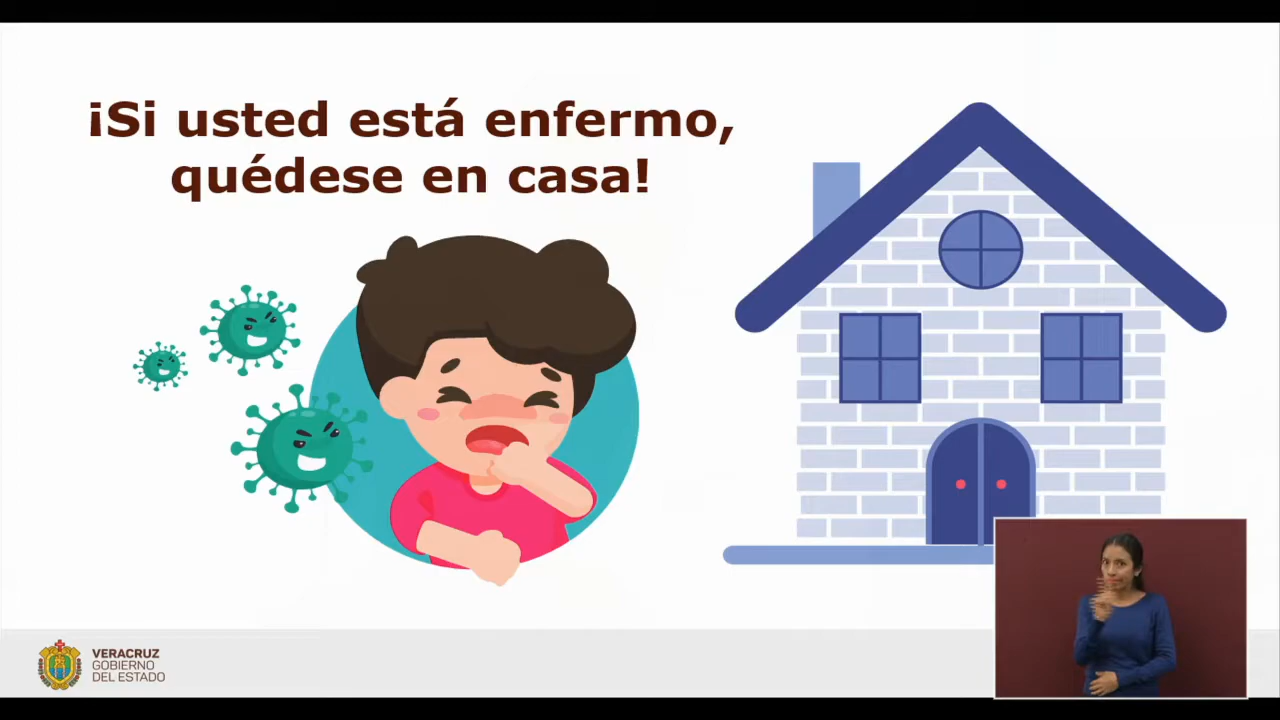 ¡Si usted está enfermo,
quédese en casa!
VERACRUZ
GOBIERNO
DEL ESTADO